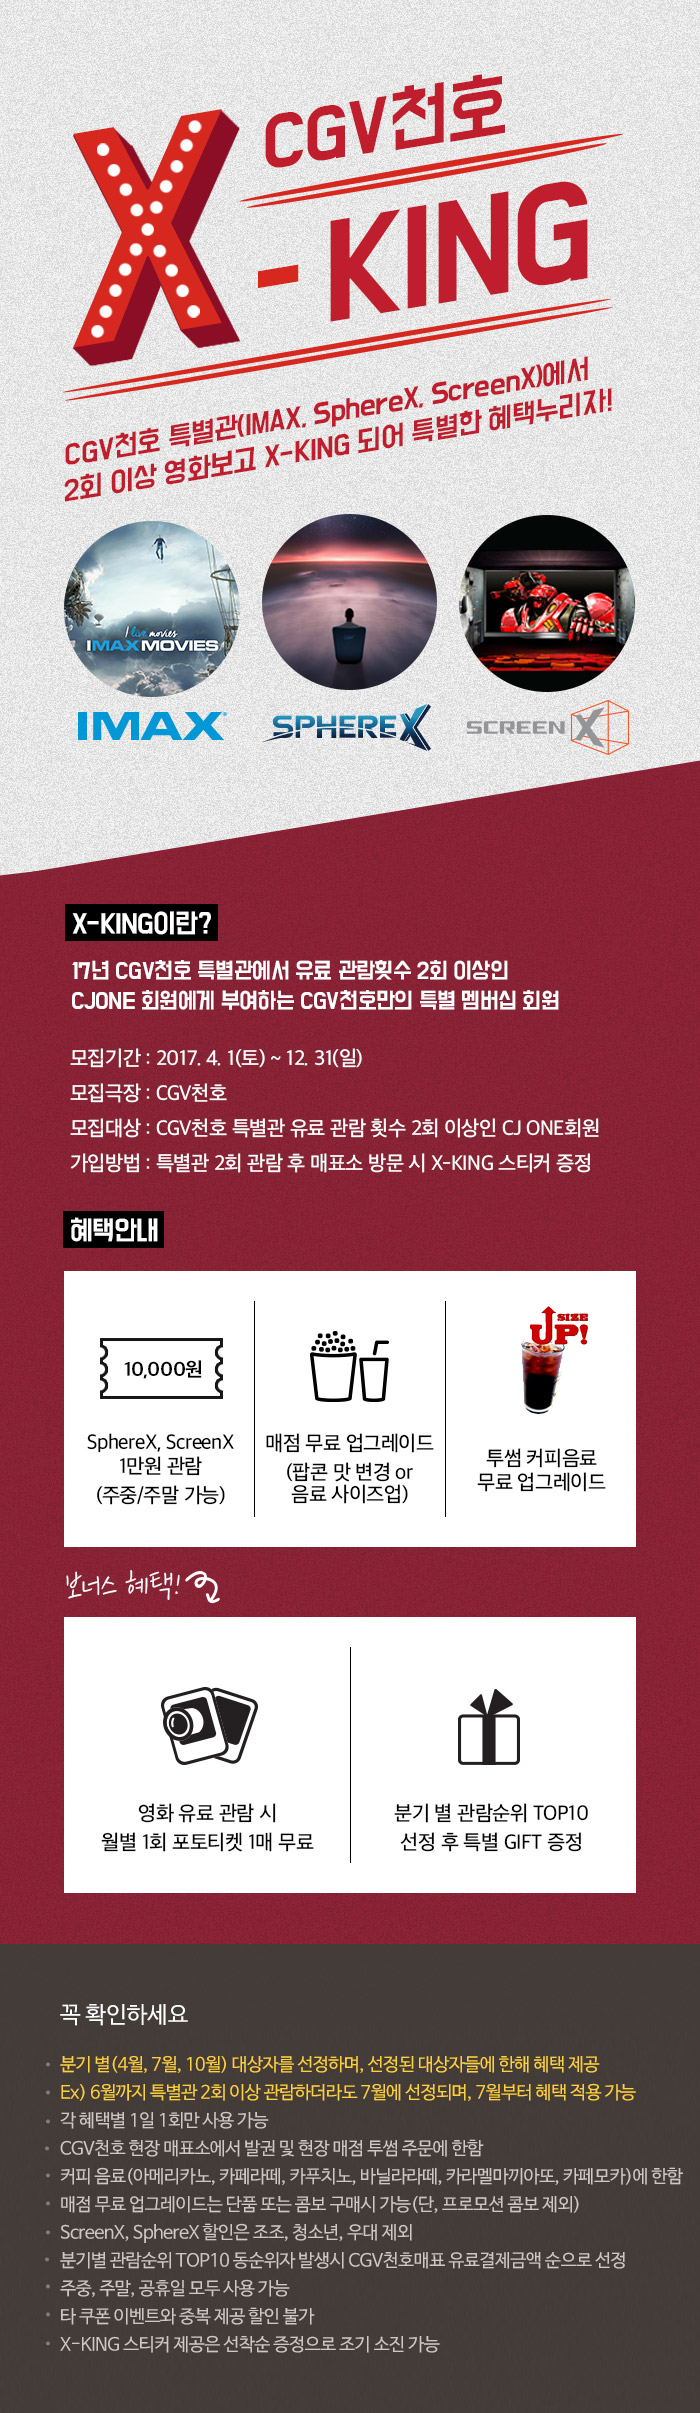 CGV천호
X - KING
CGV천호 특별관(IMAX, SphereX, ScreenX)에서
2회 이상 영화보고 X-KING 되어 특별한 혜택누리자!
I live movies
IMAXMOVIES
IMAX
SPHEREX
SCREENX
X-KING이란?
17년 CGV천호 특별관에서 유료 관람횟수 2회 이상인
CJONE 회원에게 부여하는 CGV천호만의 특별 멤버십 회원
모집기간 : 2017. 4. 1(토) ~ 12. 31(일)
모집극장 : CGV천호
모집대상 : CGV천호 특별관 유료 관람 횟수 2회 이상인 CJ ONE회원
가입방법 : 특별관 2회 관람 후 매표소 방문 시 X-KING 스티커 증정
혜택안내
10,000원
SphereX, ScreenX
1만원 관람
(주중/주말 가능)
매점 무료 업그레이드
(팝콘 맛 변경 or
음료 사이즈업)
SIZE
UP!
투썸 커피음료
무료 업그레이드
보너스 혜택!
영화 유료 관람 시
월별 1회 포토티켓 1매 무료
분기 별 관람순위 TOP10
선정 후 특별 GIFT 증정
꼭 확인하세요
• 분기 별(4월, 7월, 10월) 대상자를 선정하며, 선정된 대상자들에 한해 혜택 제공
• Ex) 6월까지 특별관 2회 이상 관람하더라도 7월에 선정되며, 7월부터 혜택 적용 가능
• 각 혜택별 1일 1회만 사용 가능
• CGV천호 현장 매표소에서 발권 및 현장 매점 투썸 주문에 한함
• 커피 음료(아메리카노, 카페라떼, 카푸치노, 바닐라라떼, 카라멜마끼아또, 카페모카)에 한함
• 매점 무료 업그레이드는 단품 또는 콤보 구매시 가능(단, 프로모션 콤보 제외)
• ScreenX, SphereX 할인은 조조, 청소년, 우대 제외
• 분기별 관람순위 TOP10 동순위자 발생시 CGV천호매표 유료결제금액 순으로 선정
• 주중, 주말, 공휴일 모두 사용 가능
• 타 쿠폰 이벤트와 중복 제공 할인 불가
• X-KING 스티커 제공은 선착순 증정으로 조기 소진 가능